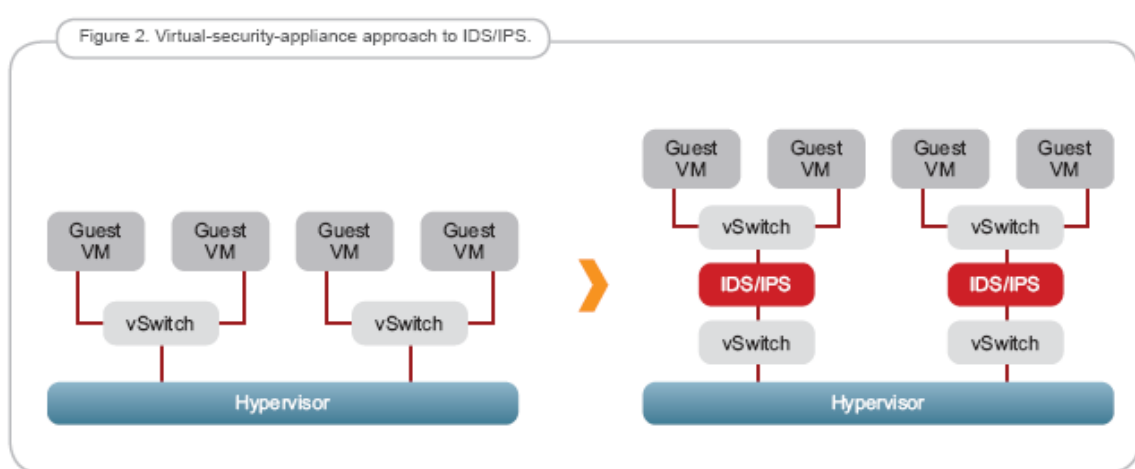 Figure 2. Virtual-security-appliance approach to IDS/IPS.
Guest
VM
Guest
VM
Guest
VM
Guest
VM
vSwitch
vSwitch
Hypervisor
Guest
VM
Guest
VM
Guest
VM
Guest
VM
vSwitch
vSwitch
IDS/IPS
IDS/IPS
vSwitch
vSwitch
Hypervisor